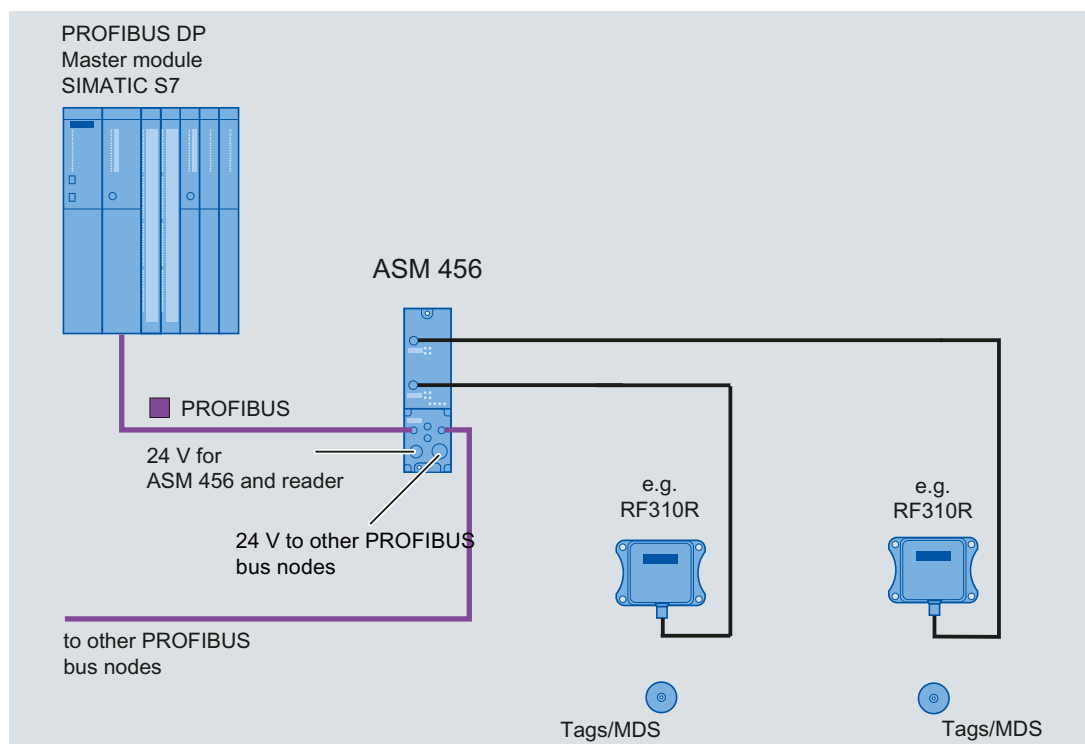 PROFIBUS DP
Master module
SIMATIC S7
ASM 456
PROFIBUS
24 V for
ASM 456 and reader
24 V to other PROFIBUS
bus nodes
to other PROFIBUS
bus nodes
e.g.
RF310R
e.g.
RF310R
Tags/MDS
Tags/MDS